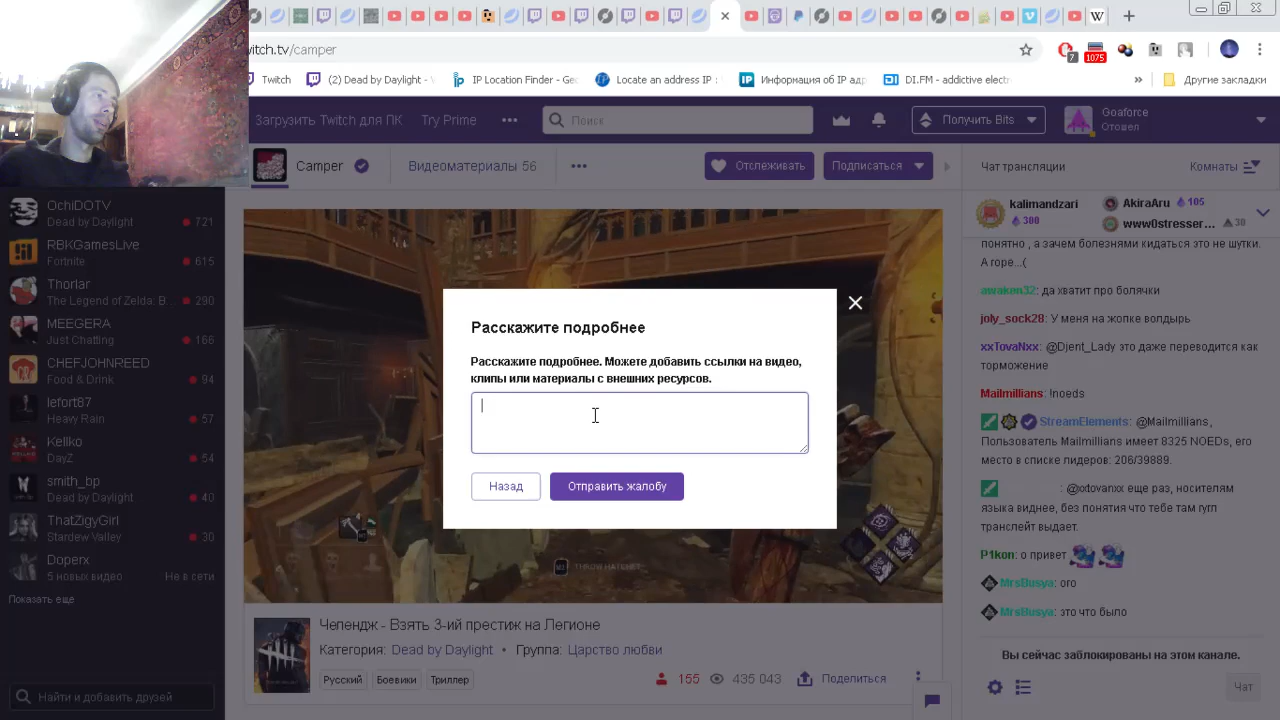 7
1075
itch.tv/camper
Twitch
(2) Dead by Daylight -
IP Location Finder - Geo
Locate an address IP :
Информация об IP адр
DI.FM - addictive electr
»
Другие закладки
Загрузить Twitch для ПК
Try Prime
Поиск
Получить Bits
Goaforce
Отошел
Camper
Видеоматериалы 56
Отслеживать
Подписаться
Чат трансляции
Комнаты
OchiDOTV
Dead by Daylight
721
RBKGamesLive
Fortnite
615
Thorlar
The Legend of Zelda: B...
290
MEEGERA
Just Chatting
166
CHEFJOHNREED
Food & Drink
94
lefort87
Heavy Rain
57
Kellko
DayZ
54
smith_bp
Dead by Daylight
40
ThatZigyGirl
Stardew Valley
30
Doperx
5 новых видео
Не в сети
Показать еще
Найти и добавить друзей
Расскажите подробнее
Расскажите подробнее. Можете добавить ссылки на видео,
клипы или материалы с внешних ресурсов.
Назад
Отправить жалобу
THROW HATCHET
Челендж - Взять 3-ий престиж на Легионе
Категория: Dead by Daylight • Группа: Царство любви
Русский
Боевики
Триллер
155
435 043
Поделиться
kalimandzari
300
AkiraAru 105
www0stresser... 30
понятно , а зачем болезнями кидаться это не шутки.
А горе...(
awaken32: да хватит про болячки
joly_sock28: У меня на жопке волдырь
xxTovaNxx: @Djent_Lady это даже переводится как
торможение
Mailmillians: !noeds
StreamElements: @Mailmillians,
Пользователь Mailmillians имеет 8325 NOEDs, его
место в списке лидеров: 206/39889.
: @xxtovanxx еще раз, носителям
языка виднее, без понятия что тебе там гугл
транслейт выдает.
P1kon: о привет
MrsBusya: ого
MrsBusya: это что было
Вы сейчас заблокированы на этом канале.
Чат